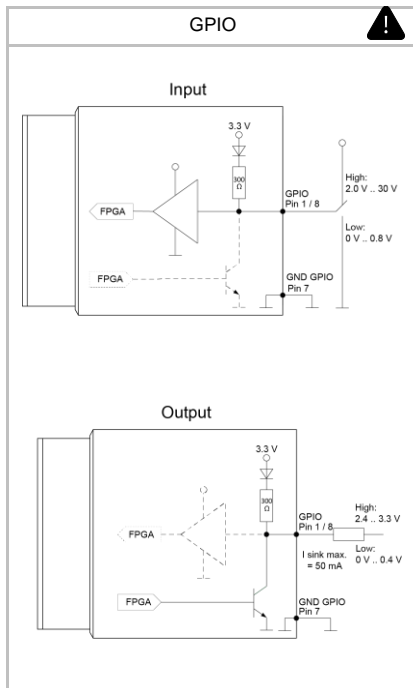 GPIO
!
Input
3.3 V
300
Ω
FPGA
GPIO
Pin 1 / 8
High:
2.0 V .. 30 V
Low:
0 V .. 0.8 V
FPGA
GND GPIO
Pin 7
Output
3.3 V
300
Ω
GPIO
Pin 1 / 8
High:
2.4 .. 3.3 V
FPGA
I sink max.
= 50 mA
Low:
0 V .. 0.4 V
FPGA
GND GPIO
Pin 7